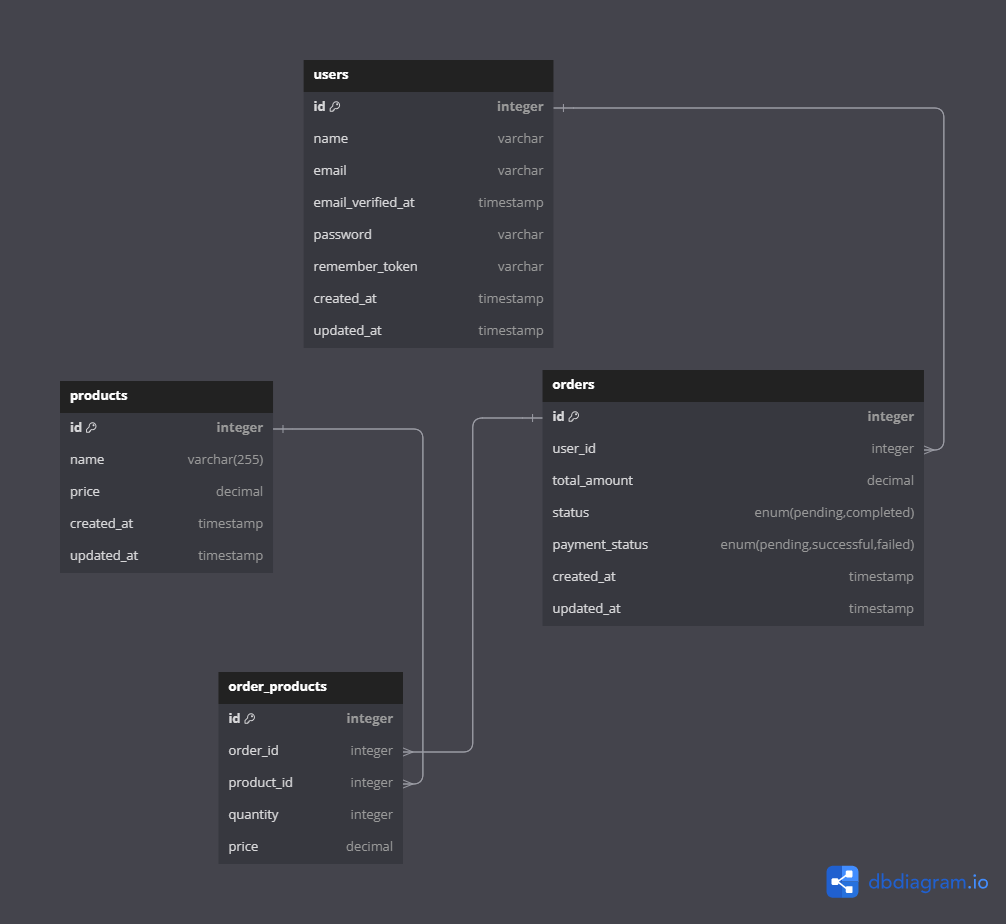 users
id integer
name varchar
email varchar
email_verified_at timestamp
password varchar
remember_token varchar
created_at timestamp
updated_at timestamp
products
id integer
name varchar(255)
price decimal
created_at timestamp
updated_at timestamp
orders
id integer
user_id integer
total_amount decimal
status enum(pending,completed)
payment_status enum(pending,successful,failed)
created_at timestamp
updated_at timestamp
order_products
id integer
order_id integer
product_id integer
quantity integer
price decimal
dbdiagram.io